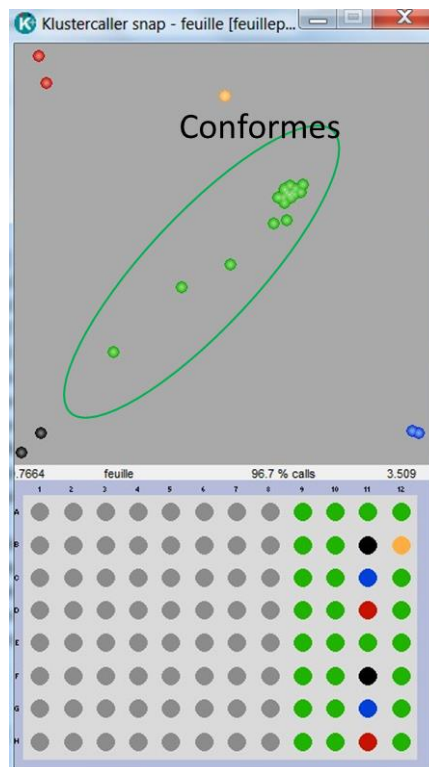 Klustercaller snap - feuille [feuillep...
Conformes
.7664 feuille 96.7 % calls 3.509
1 2 3 4 5 6 7 8 9 10 11 12
A
B
C
D
E
F
G
H